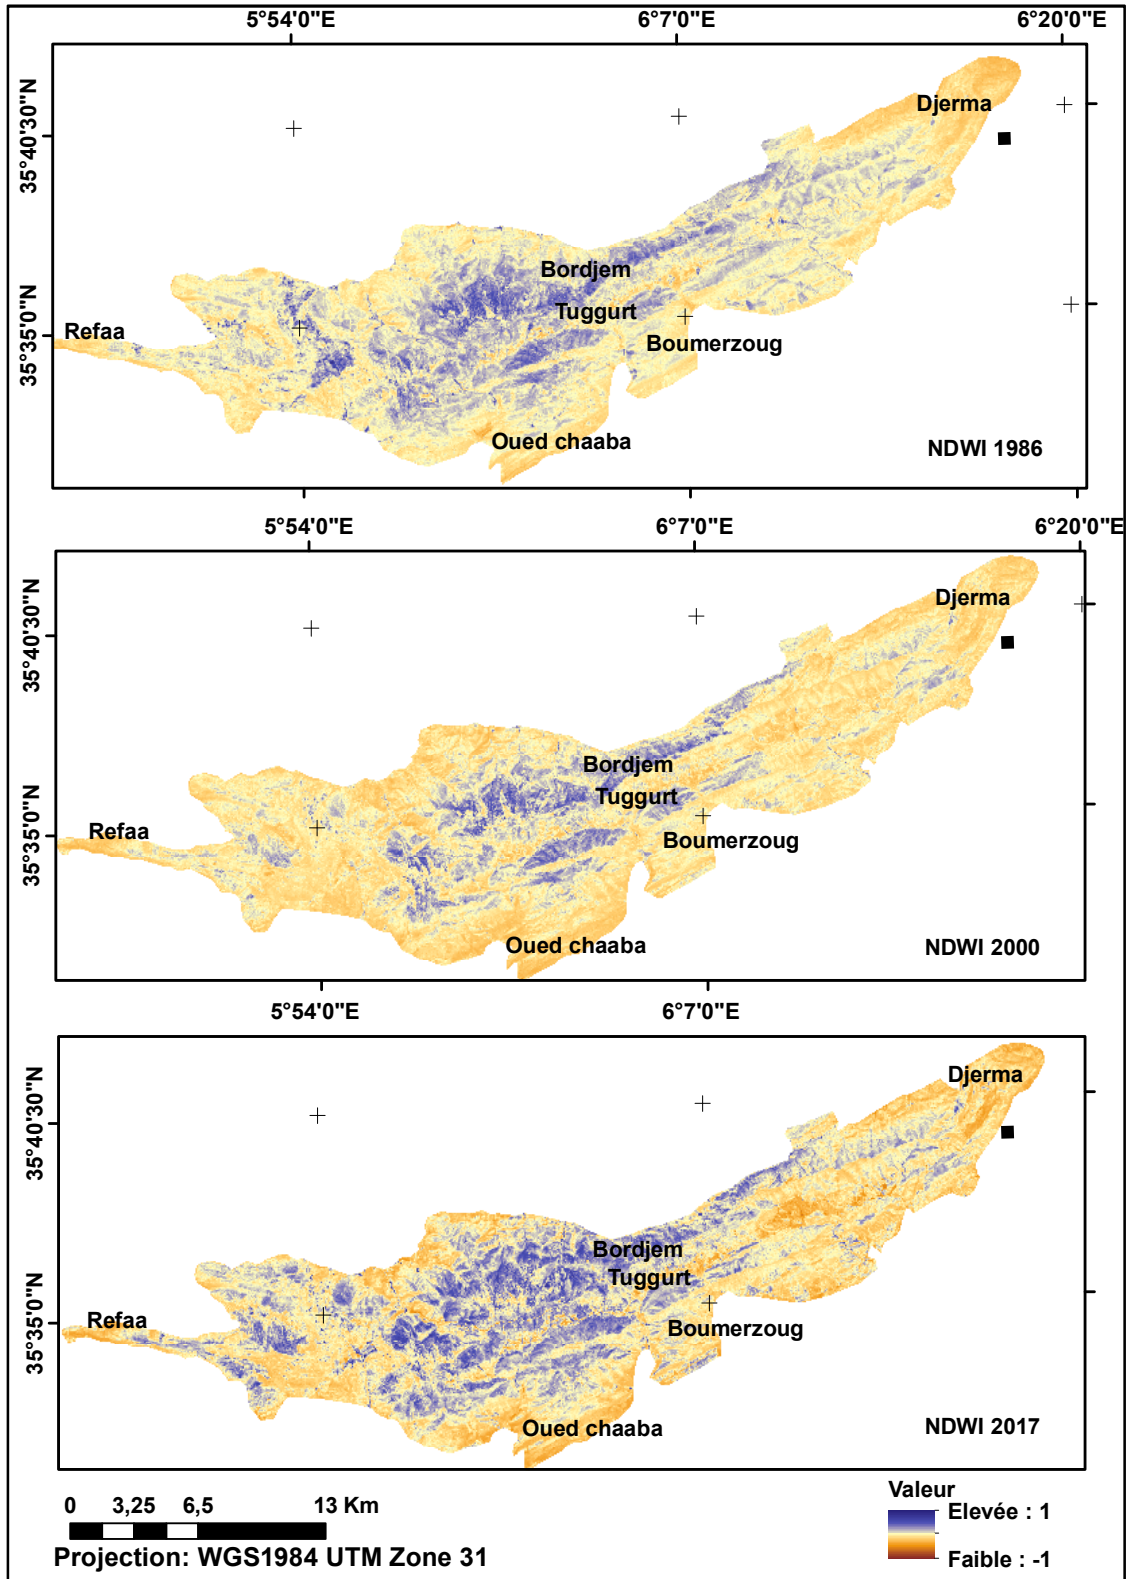 5°54'0"E 6°7'0"E 6°20'0"E
35°40'30"N
35°35'0"N
Djerma
Bordjem
Tuggurt
Refaa
Boumerzoug
Oued chaaba
NDWI 1986
5°54'0"E 6°7'0"E 6°20'0"E
35°40'30"N
35°35'0"N
Djerma
Bordjem
Tuggurt
Refaa
Boumerzoug
Oued chaaba
NDWI 2000
5°54'0"E 6°7'0"E
35°40'30"N
35°35'0"N
Djerma
Bordjem
Tuggurt
Refaa
Boumerzoug
Oued chaaba
NDWI 2017
0 3,25 6,5 13 Km
Projection: WGS1984 UTM Zone 31
Valeur
Elevée : 1
Faible : -1